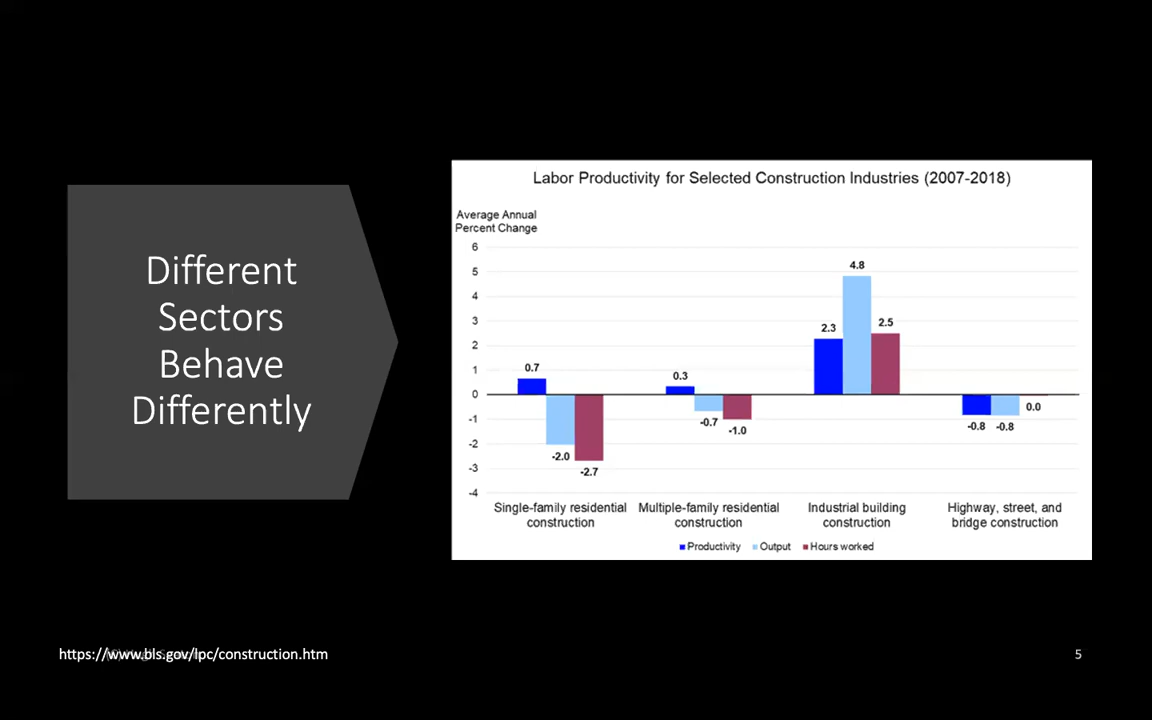 Different
Sectors
Behave
Differently
Labor Productivity for Selected Construction Industries (2007-2018)
Average Annual
Percent Change
6
5
4
3
2
1
0
-1
-2
-3
-4
0.7
-2.0
-2.7
0.3
-0.7
-1.0
2.3
4.8
2.5
-0.8
-0.8
0.0
Single-family residential
construction
Multiple-family residential
construction
Industrial building
construction
Highway, street, and
bridge construction
Productivity Output Hours worked
https://www.bls.gov/lpc/construction.htm
5